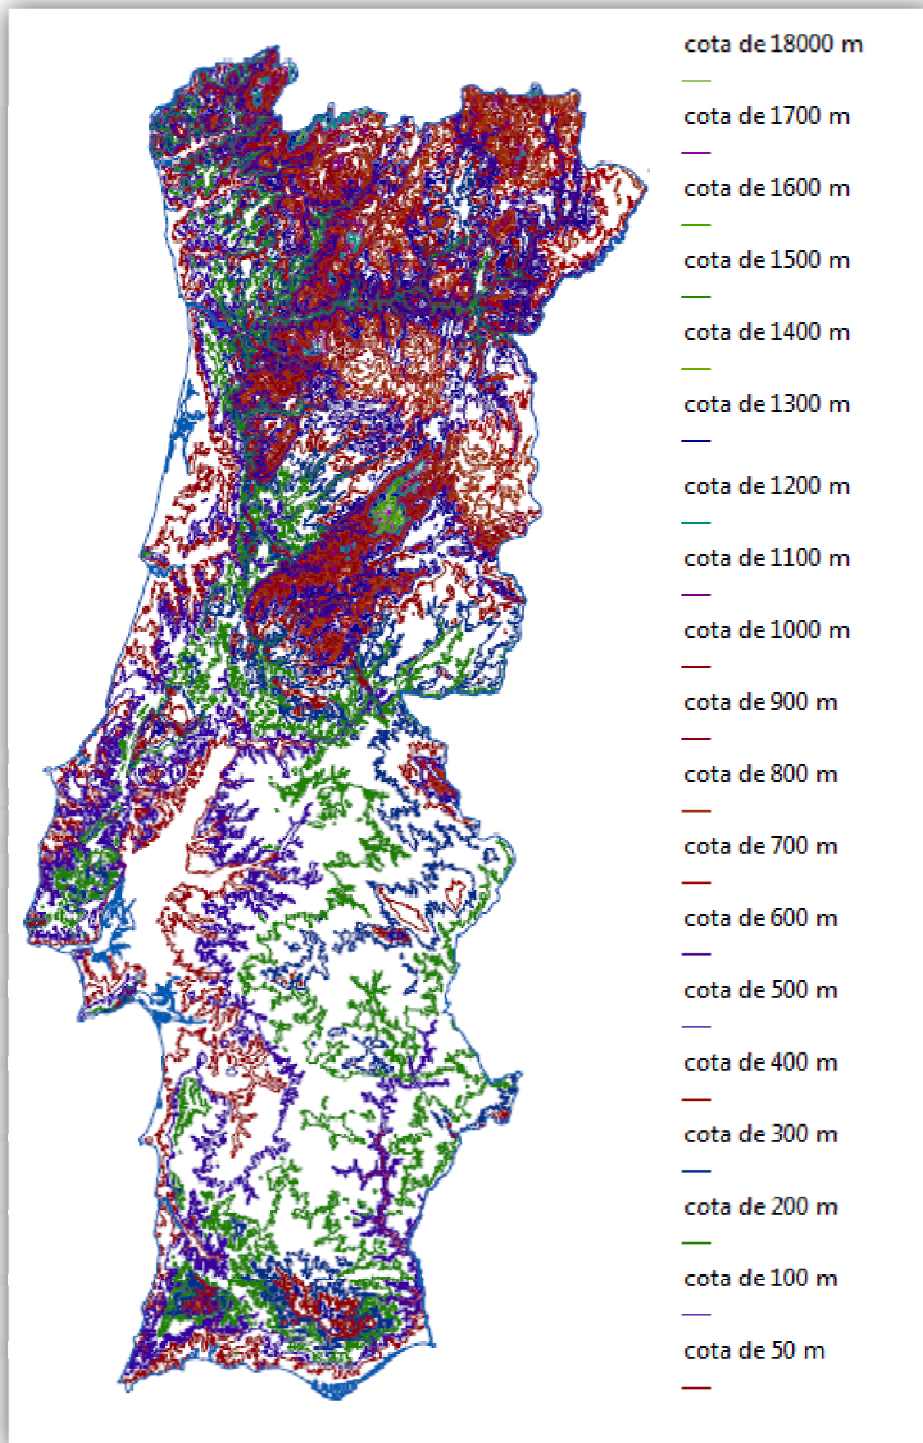 cota de 18000 m
cota de 1700 m
cota de 1600 m
cota de 1500 m
cota de 1400 m
cota de 1300 m
cota de 1200 m
cota de 1100 m
cota de 1000 m
cota de 900 m
cota de 800 m
cota de 700 m
cota de 600 m
cota de 500 m
cota de 400 m
cota de 300 m
cota de 200 m
cota de 100 m
cota de 50 m